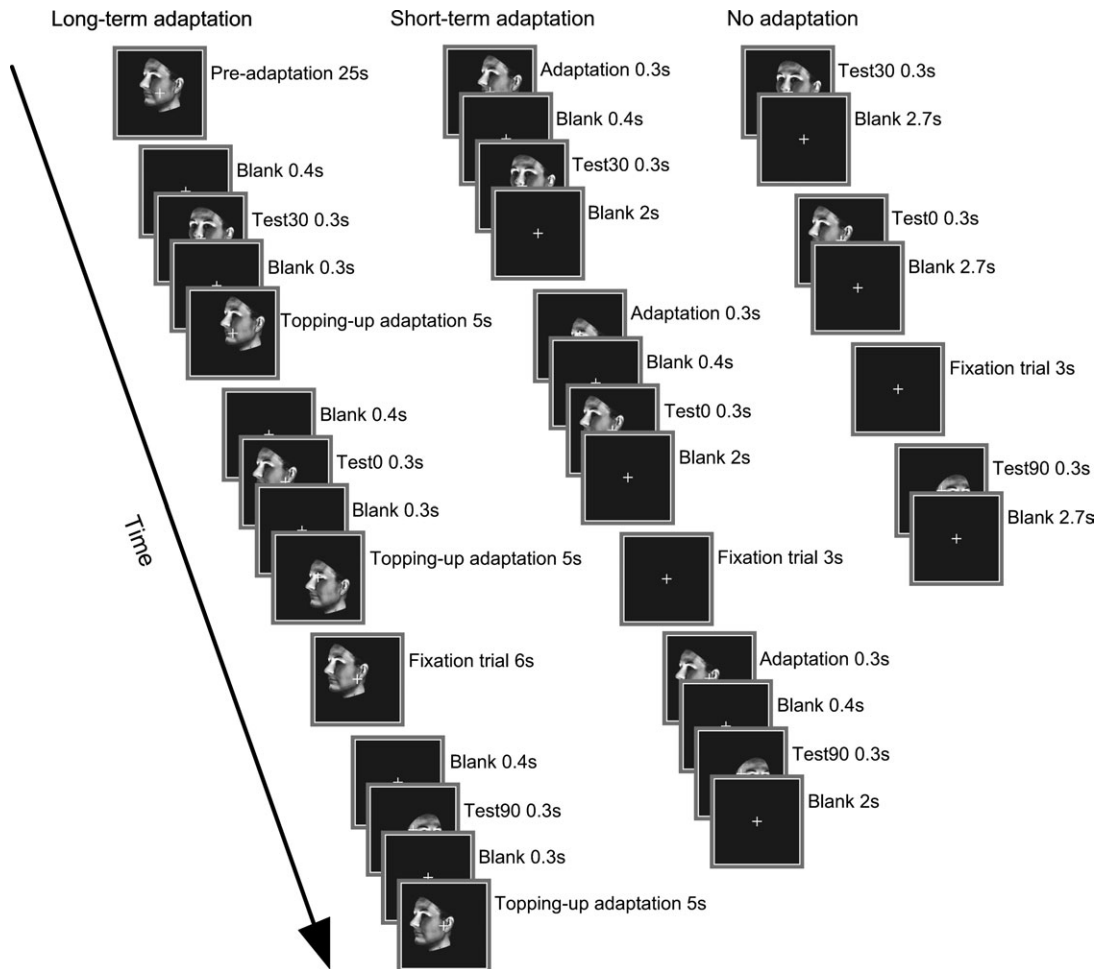 Long-term adaptation
Pre-adaptation 25s
Blank 0.4s
Test30 0.3s
Blank 0.3s
Topping-up adaptation 5s
Blank 0.4s
Test0 0.3s
Blank 0.3s
Topping-up adaptation 5s
Fixation trial 6s
Blank 0.4s
Test90 0.3s
Blank 0.3s
Topping-up adaptation 5s
Time
Short-term adaptation
Adaptation 0.3s
Blank 0.4s
Test30 0.3s
Blank 2s
Adaptation 0.3s
Blank 0.4s
Test0 0.3s
Blank 2s
Fixation trial 3s
Adaptation 0.3s
Blank 0.4s
Test90 0.3s
Blank 2s
No adaptation
Test30 0.3s
Blank 2.7s
Test0 0.3s
Blank 2.7s
Fixation trial 3s
Test90 0.3s
Blank 2.7s